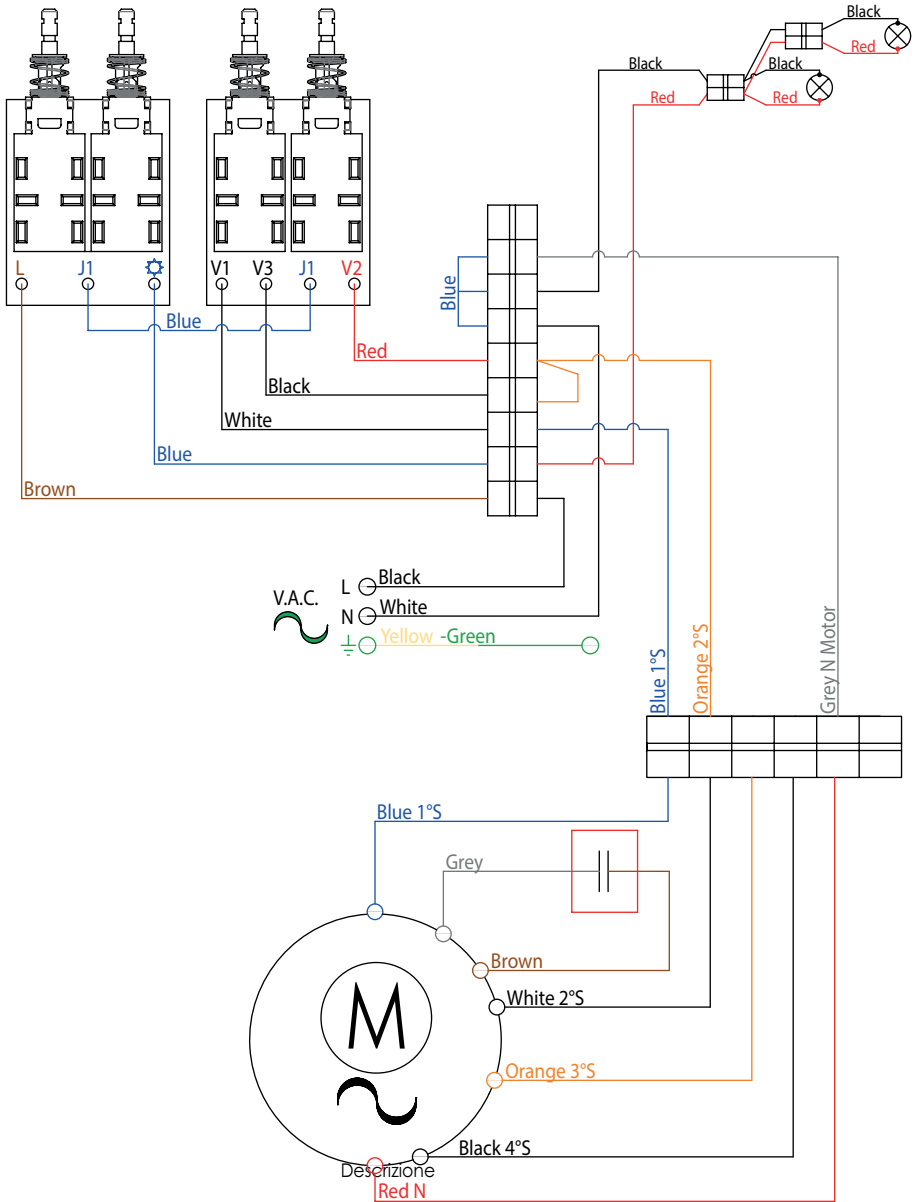 Black
Red
Black
Black
Red
Red
L J1 V1 V3 J1 V2
Blue
Blue
Red
Black
White
Blue
Brown
V.A.C.
L Black
N White
Yellow -Green
Blue 1°S
Orange 2°S
Grey N Motor
Blue 1°S
Grey
Brown
White 2°S
M
Orange 3°S
Black 4°S
Descrizione
Red N